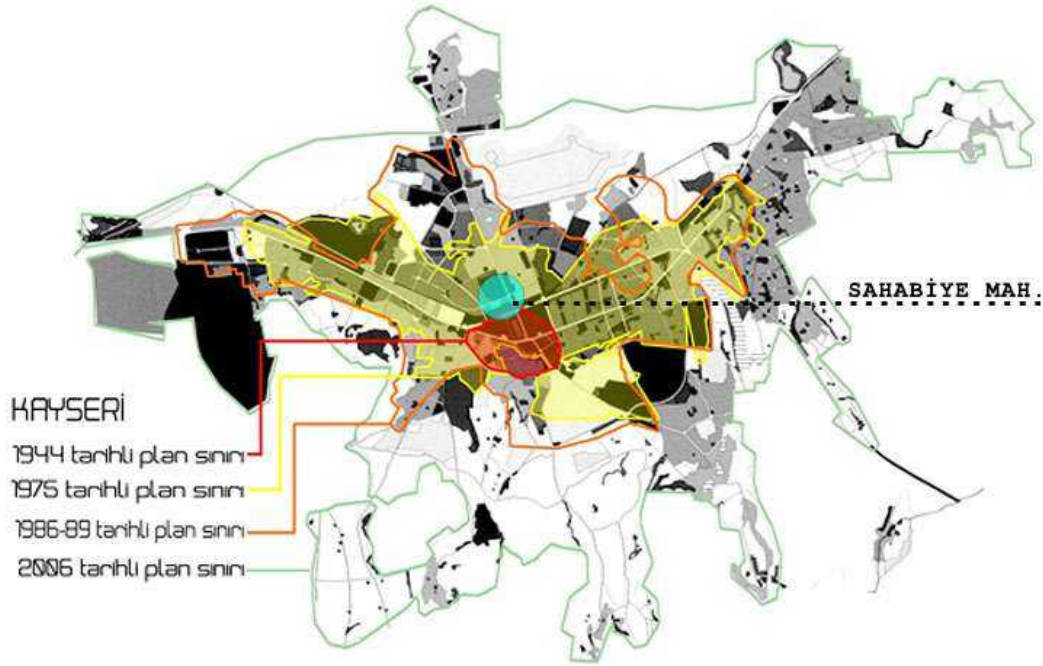 SAHABİYE MAH.
KAYSERİ
1944 tarihli plan sınırı
1975 tarihli plan sınırı
1986-89 tarihli plan sınırı
2006 tarihli plan sınırı